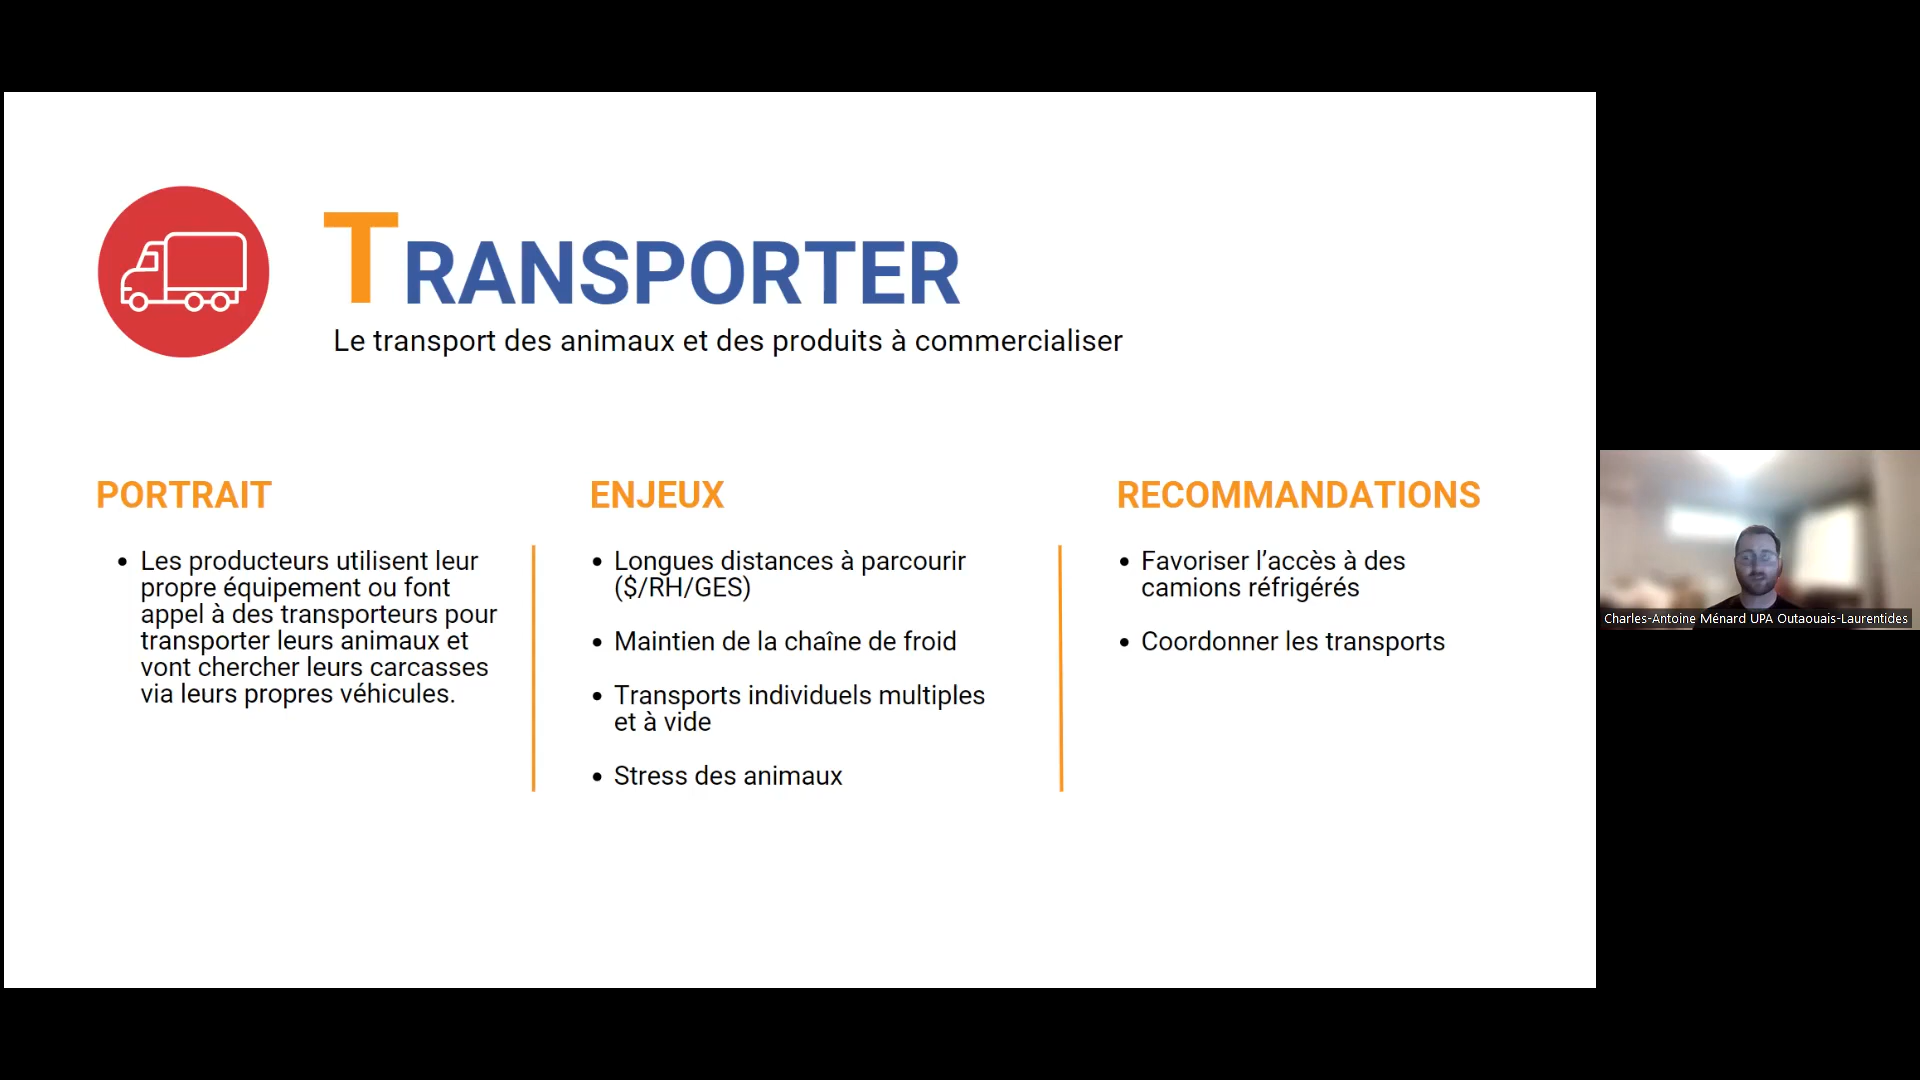 TRANSPORTER
Le transport des animaux et des produits à commercialiser
PORTRAIT
• Les producteurs utilisent leur
propre équipement ou font
appel à des transporteurs pour
transporter leurs animaux et
vont chercher leurs carcasses
via leurs propres véhicules.
ENJEUX
• Longues distances à parcourir
($/RH/GES)
• Maintien de la chaîne de froid
• Transports individuels multiples
et à vide
• Stress des animaux
RECOMMANDATIONS
• Favoriser l’accès à des
camions réfrigérés
• Coordonner les transports
Charles-Antoine Ménard UPA Outaouais-Laurentides